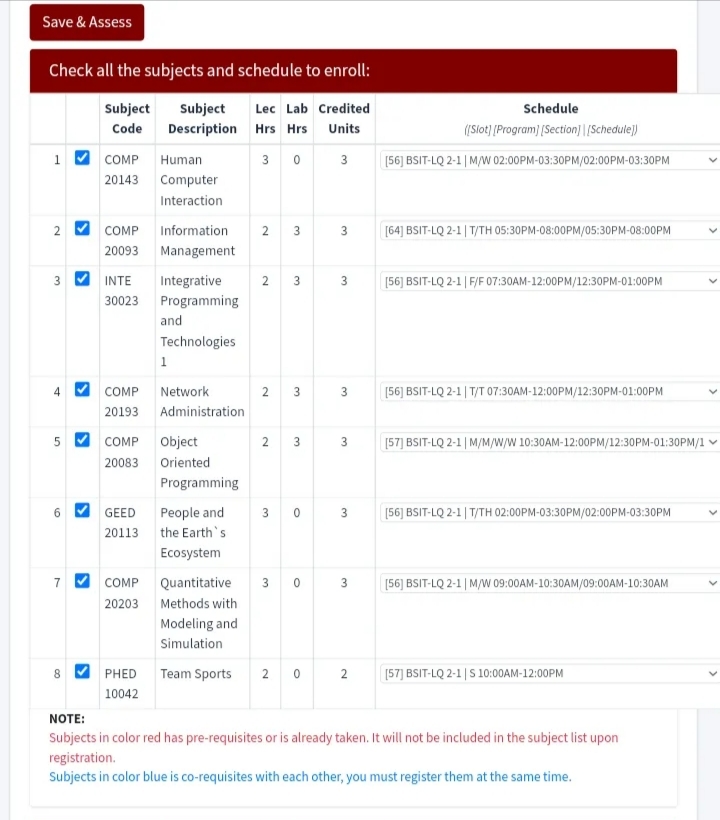 Save & Assess
Check all the subjects and schedule to enroll:
Subject Code Subject Description Lec Hrs Lab Hrs Credited Units Schedule
([Slot] [Program] [Section] | [Schedule])
1 COMP 20143 Human Computer Interaction 3 0 3 [56] BSIT-LQ 2-1 | M/W 02:00PM-03:30PM/02:00PM-03:30PM
2 COMP 20093 Information Management 2 3 3 [64] BSIT-LQ 2-1 | T/TH 05:30PM-08:00PM/05:30PM-08:00PM
3 INTE 30023 Integrative Programming and Technologies 1 2 3 3 [56] BSIT-LQ 2-1 | F/F 07:30AM-12:00PM/12:30PM-01:00PM
4 COMP 20193 Network Administration 2 3 3 [56] BSIT-LQ 2-1 | T/T 07:30AM-12:00PM/12:30PM-01:00PM
5 COMP 20083 Object Oriented Programming 2 3 3 [57] BSIT-LQ 2-1 | M/M/W/W 10:30AM-12:00PM/12:30PM-01:30PM/1
6 GEED 20113 People and the Earth`s Ecosystem 3 0 3 [56] BSIT-LQ 2-1 | T/TH 02:00PM-03:30PM/02:00PM-03:30PM
7 COMP 20203 Quantitative Methods with Modeling and Simulation 3 0 3 [56] BSIT-LQ 2-1 | M/W 09:00AM-10:30AM/09:00AM-10:30AM
8 PHED 10042 Team Sports 2 0 2 [57] BSIT-LQ 2-1 | S 10:00AM-12:00PM
NOTE:
Subjects in color red has pre-requisites or is already taken. It will not be included in the subject list upon
registration.
Subjects in color blue is co-requisites with each other, you must register them at the same time.